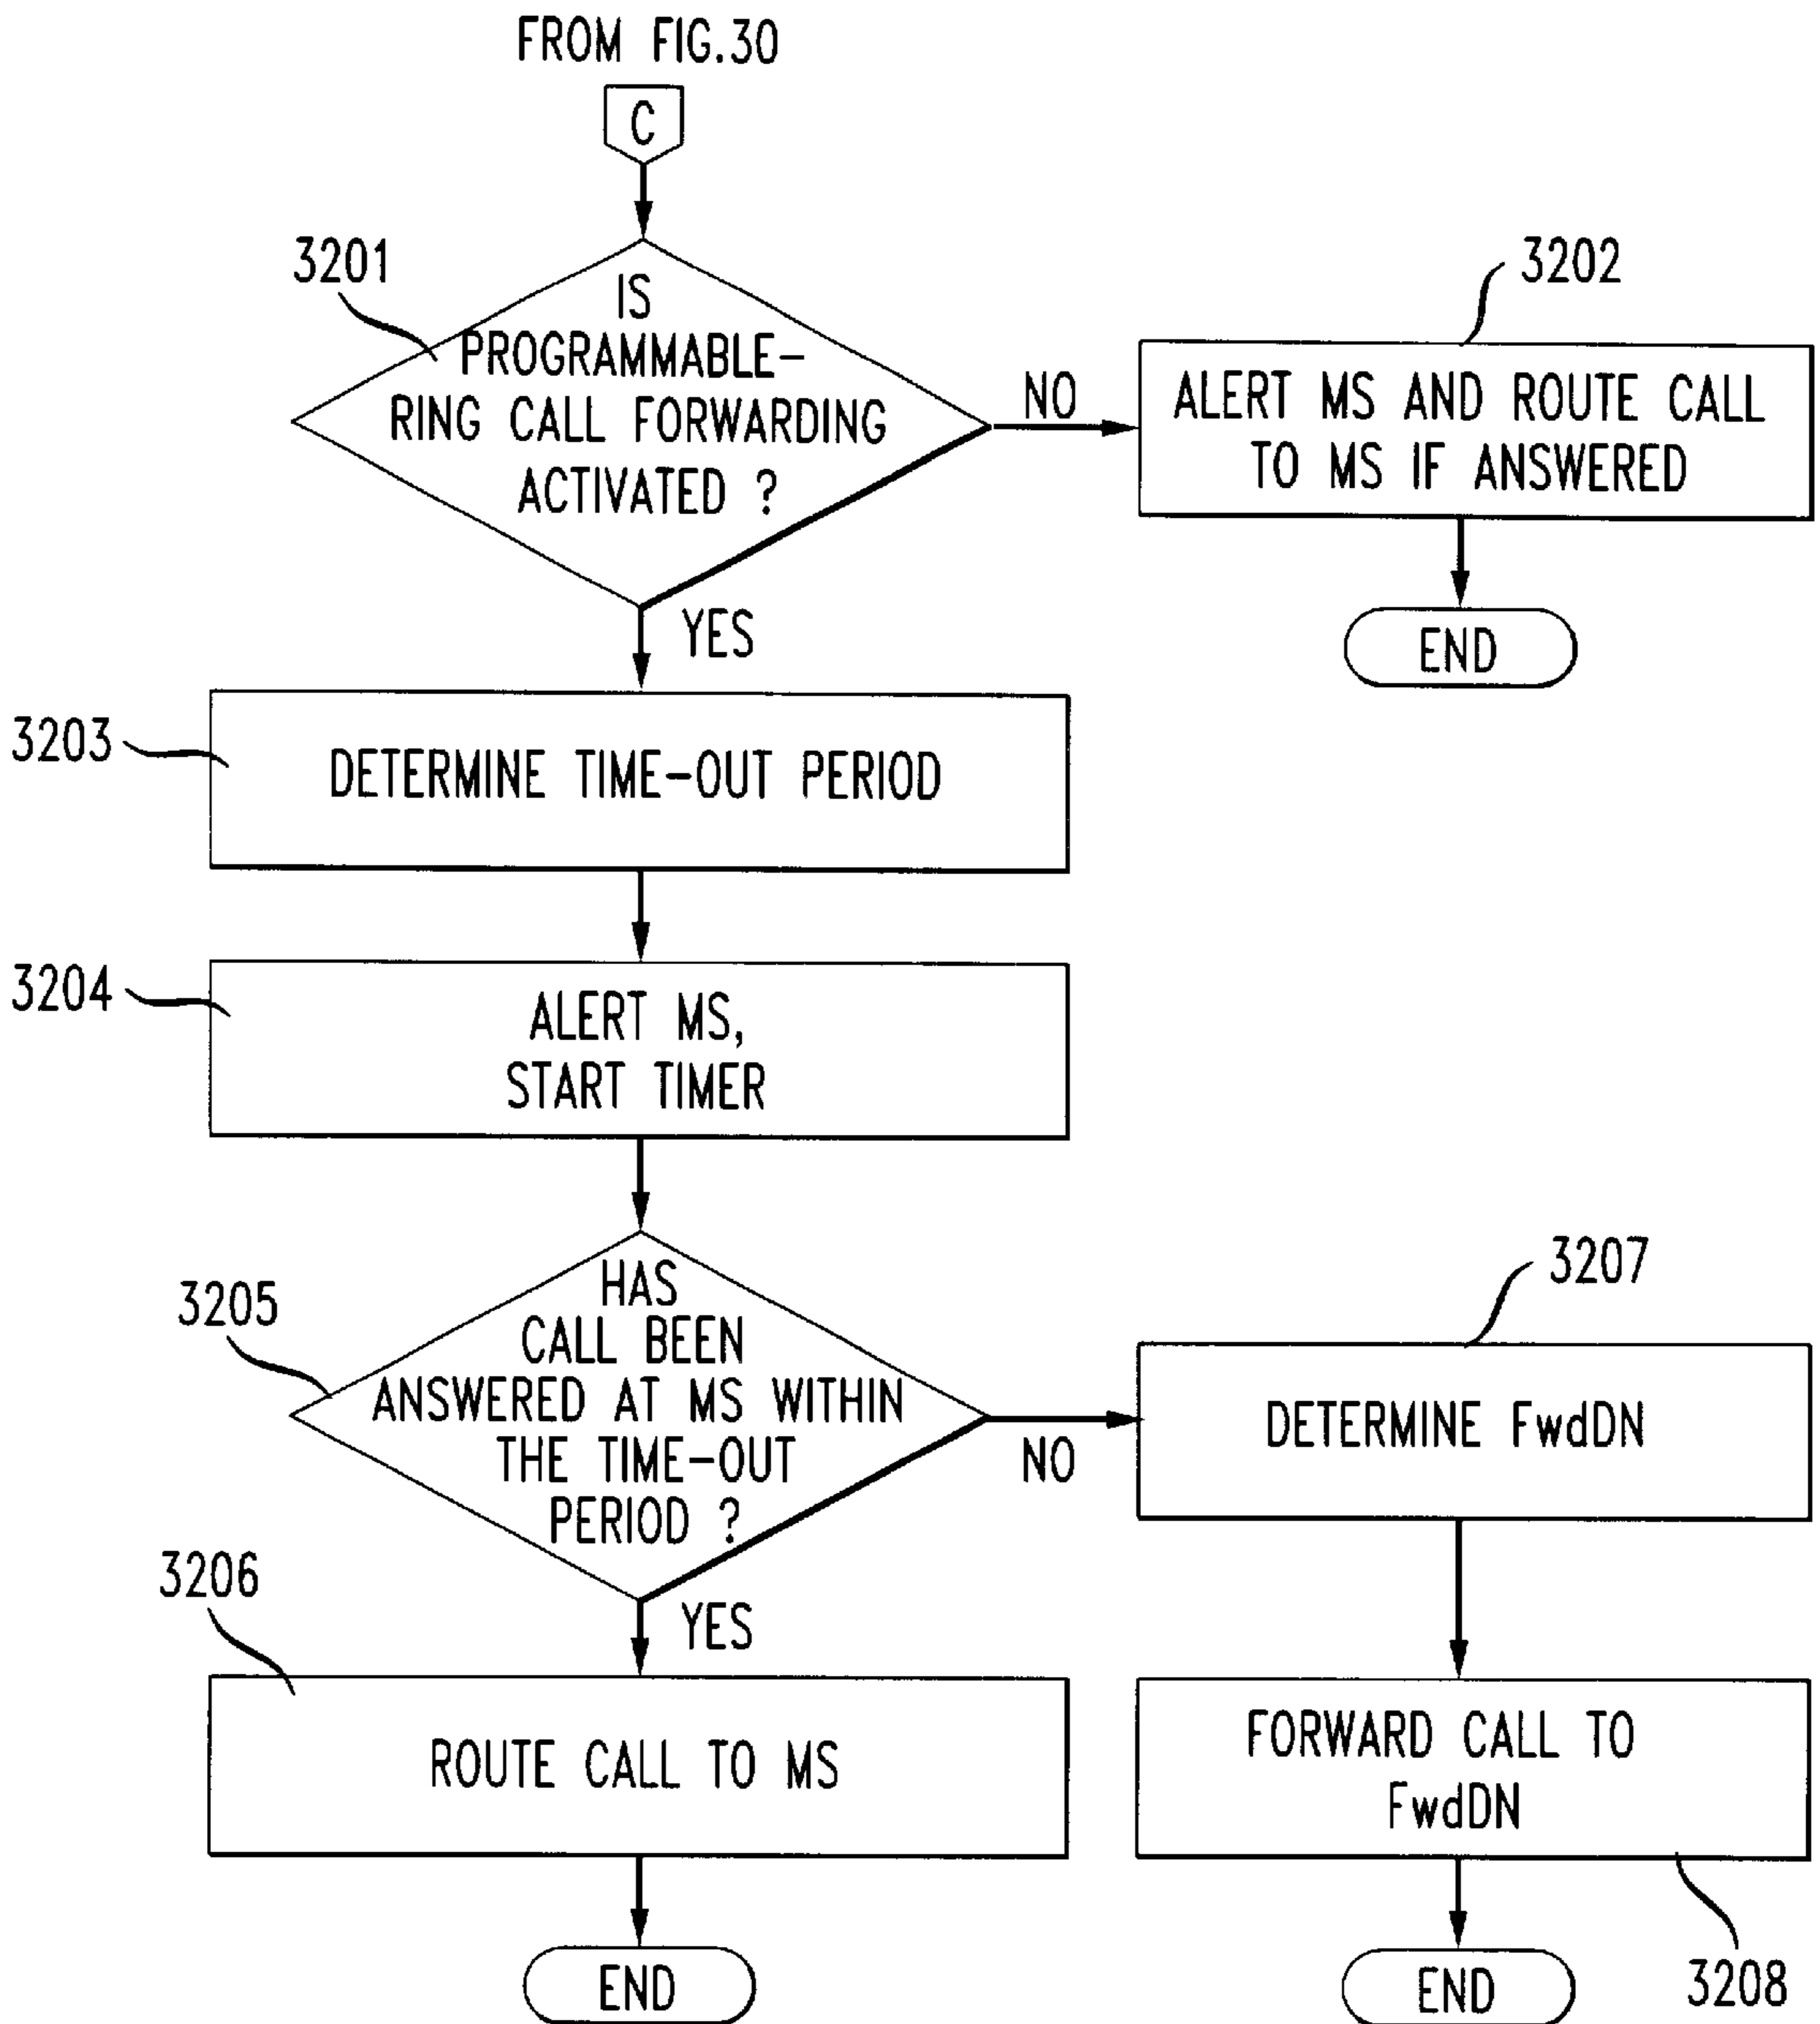 FROM FIG.30
C
3201
IS
PROGRAMMABLE-
RING CALL FORWARDING
ACTIVATED ?
NO
3202
ALERT MS AND ROUTE CALL
TO MS IF ANSWERED
END
YES
3203
DETERMINE TIME-OUT PERIOD
3204
ALERT MS,
START TIMER
3205
HAS
CALL BEEN
ANSWERED AT MS WITHIN
THE TIME-OUT
PERIOD ?
NO
3207
DETERMINE FwdDN
YES
3206
ROUTE CALL TO MS
END
FORWARD CALL TO
FwdDN
3208
END